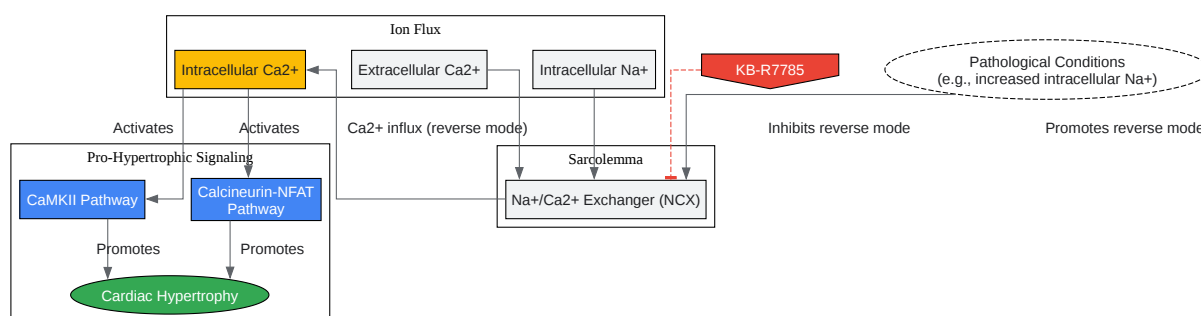 Ion Flux
Intracellular Ca2+
Extracellular Ca2+
Intracellular Na+
KB-R7785
Pathological Conditions
(e.g., increased intracellular Na+)
Activates
Activates
Ca2+ influx (reverse mode)
Inhibits reverse mode
Promotes reverse mode
Pro-Hypertrophic Signaling
Sarcolemma
CaMKII Pathway
Calcineurin-NFAT
Pathway
Na+/Ca2+ Exchanger (NCX)
Promotes
Promotes
Cardiac Hypertrophy